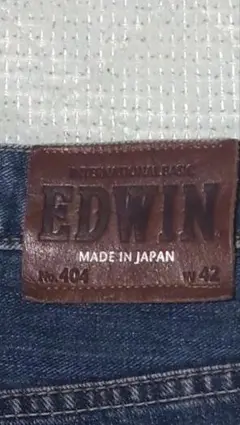 INTERNATIONAL BASIC
EDWIN
MADE IN JAPAN
No. 404 W 42